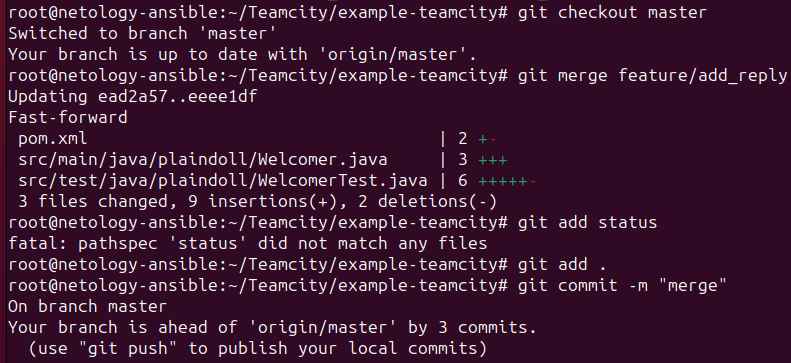 root@netology-ansible:~/Teamcity/example-teamcity# git checkout master
Switched to branch 'master'
Your branch is up to date with 'origin/master'.
root@netology-ansible:~/Teamcity/example-teamcity# git merge feature/add_reply
Updating ead2a57..eeee1df
Fast-forward
 pom.xml                                | 2 +-
 src/main/java/plaindoll/Welcomer.java     | 3 +++
 src/test/java/plaindoll/WelcomerTest.java | 6 +++++-
 3 files changed, 9 insertions(+), 2 deletions(-)
root@netology-ansible:~/Teamcity/example-teamcity# git add status
fatal: pathspec 'status' did not match any files
root@netology-ansible:~/Teamcity/example-teamcity# git add .
root@netology-ansible:~/Teamcity/example-teamcity# git commit -m "merge"
On branch master
Your branch is ahead of 'origin/master' by 3 commits.
  (use "git push" to publish your local commits)